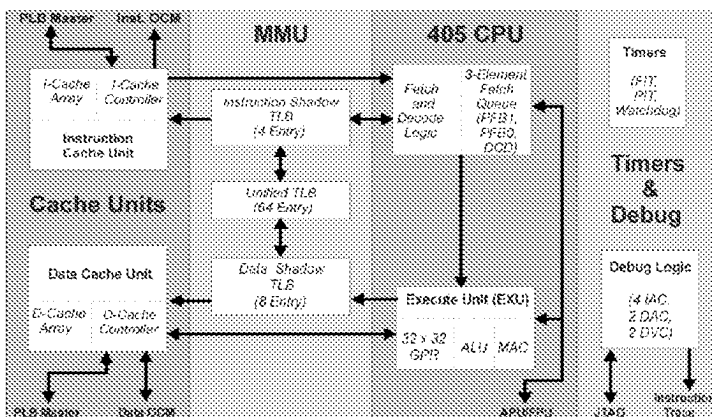 PLB Master
Inst. OCM
MMU
405 CPU
I-Cache Array
I-Cache Controller
Instruction Cache Unit
Instruction Shadow TLB
(4 Entry)
Fetch and Decode Logic
3-Element Fetch Queue
(PFB1, PFB0, DCD)
Timers
(FIT, PIT, Watchdog)
Cache Units
Unified TLB
(64 Entry)
Timers & Debug
Data Cache Unit
D-Cache Array
D-Cache Controller
Data Shadow TLB
(8 Entry)
Execute Unit (EXU)
32 x 32 GPR
ALU
MAC
Debug Logic
(4 IAC, 2 DAC, 2 DVC)
PLB Master
Data OCM
APU/FPU
JTAG
Instruction Trace